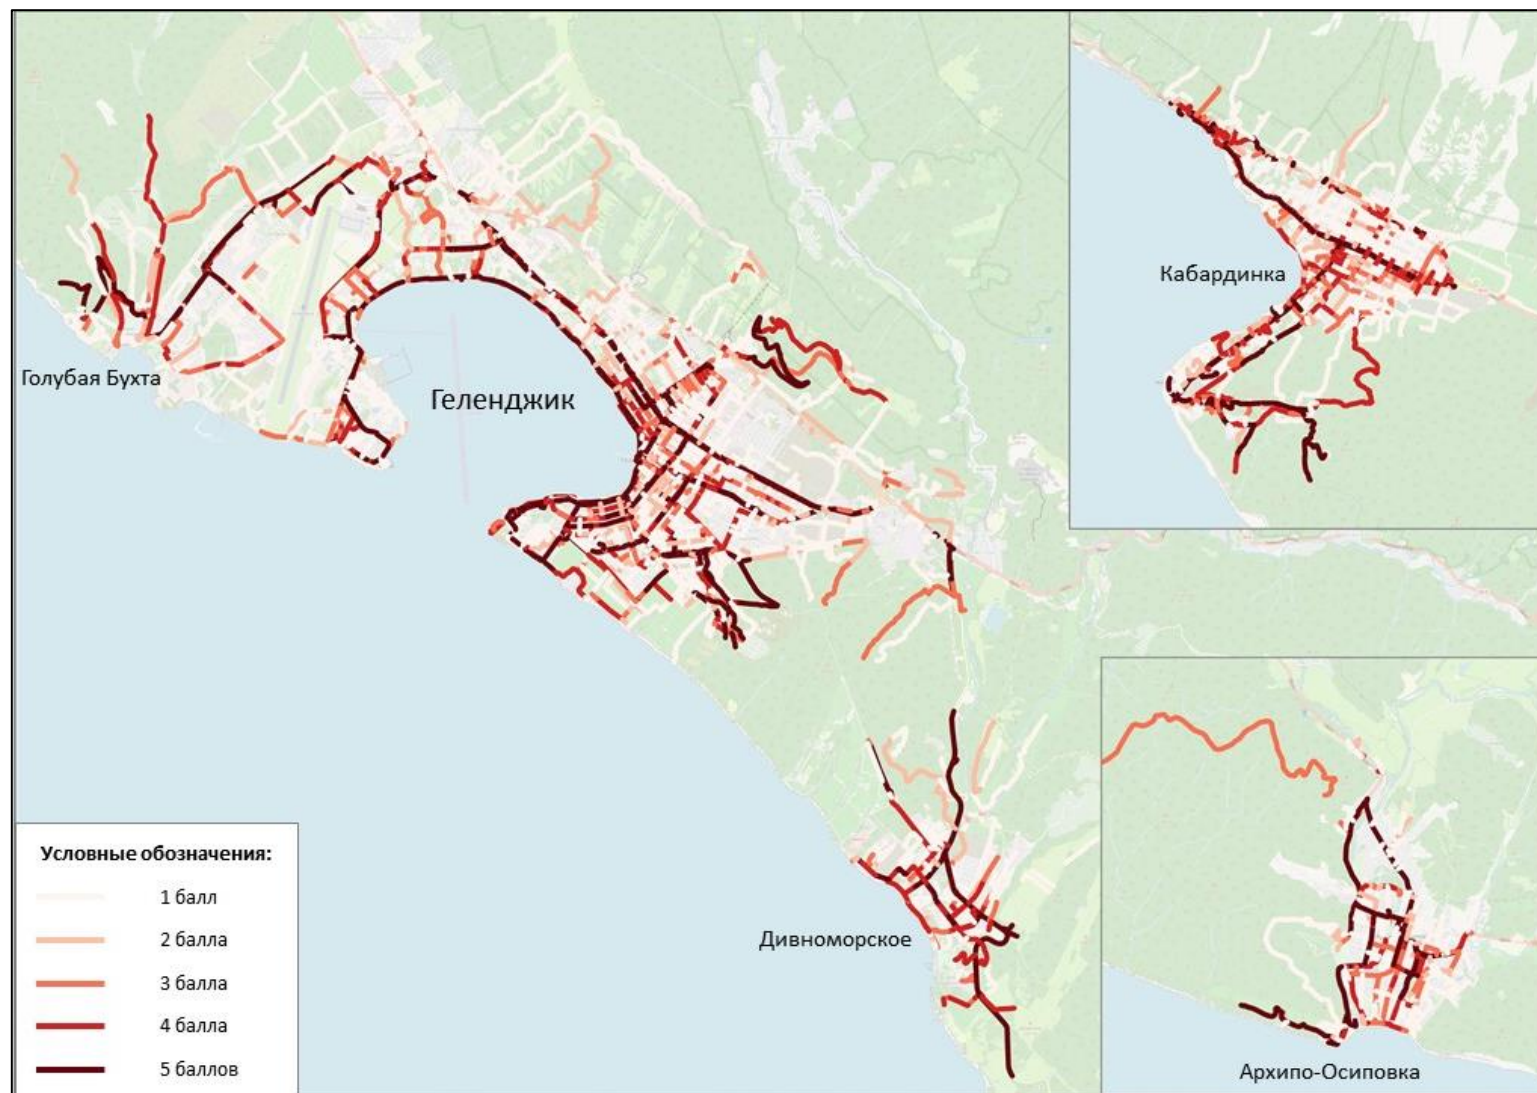 Кабардинка
Голубая Бухта
Геленджик
Дивноморское
Архипо-Осиповка
Условные обозначения:
1 балл
2 балла
3 балла
4 балла
5 баллов